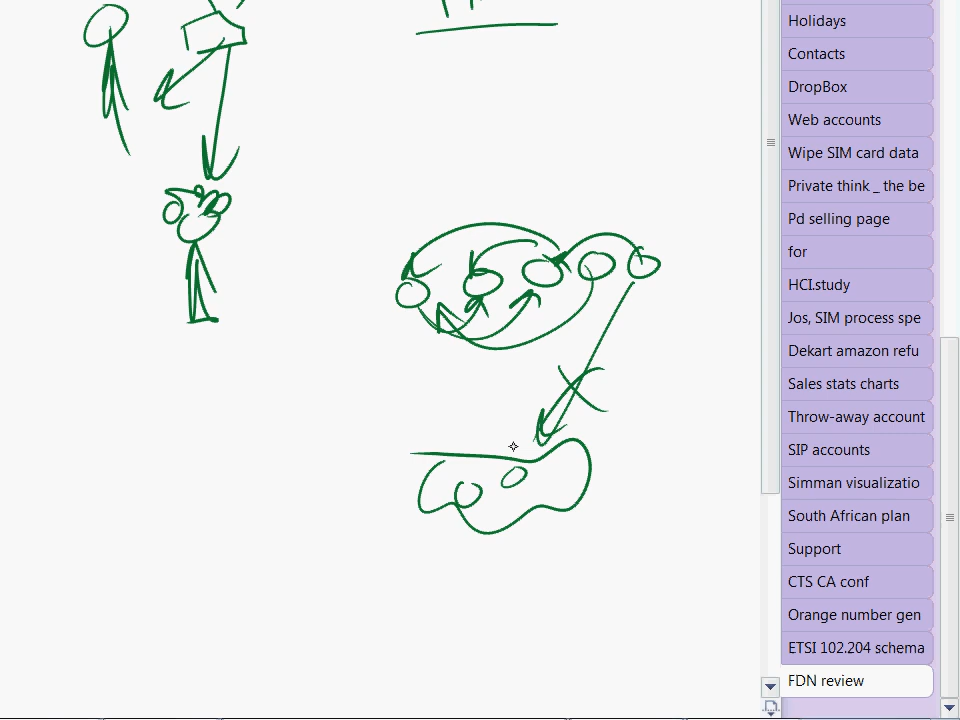 Holidays
Contacts
DropBox
Web accounts
Wipe SIM card data
Private think _ the be
Pd selling page
for
HCI.study
Jos, SIM process spe
Dekart amazon refu
Sales stats charts
Throw-away account
SIP accounts
Simman visualizatio
South African plan
Support
CTS CA conf
Orange number gen
ETSI 102.204 schema
FDN review